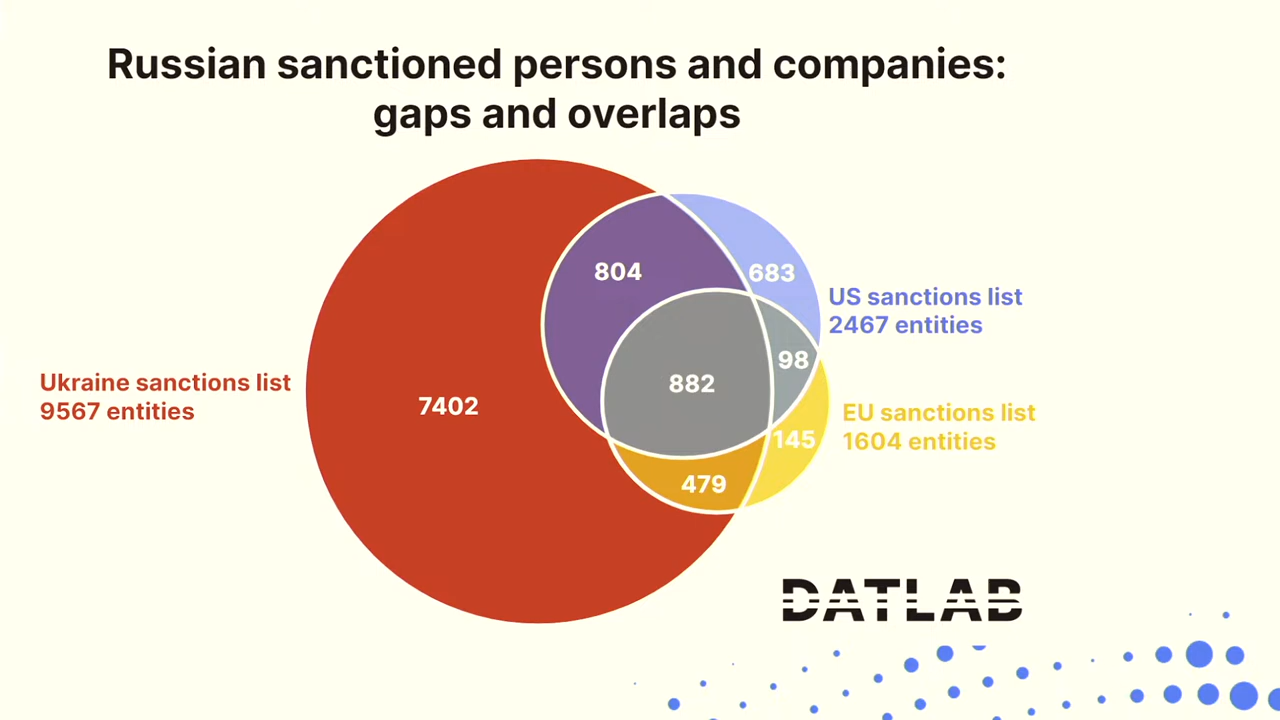 Russian sanctioned persons and companies:
gaps and overlaps
804
683
US sanctions list
2467 entities
98
Ukraine sanctions list
9567 entities
882
7402
EU sanctions list
1604 entities
145
479
DATLAB